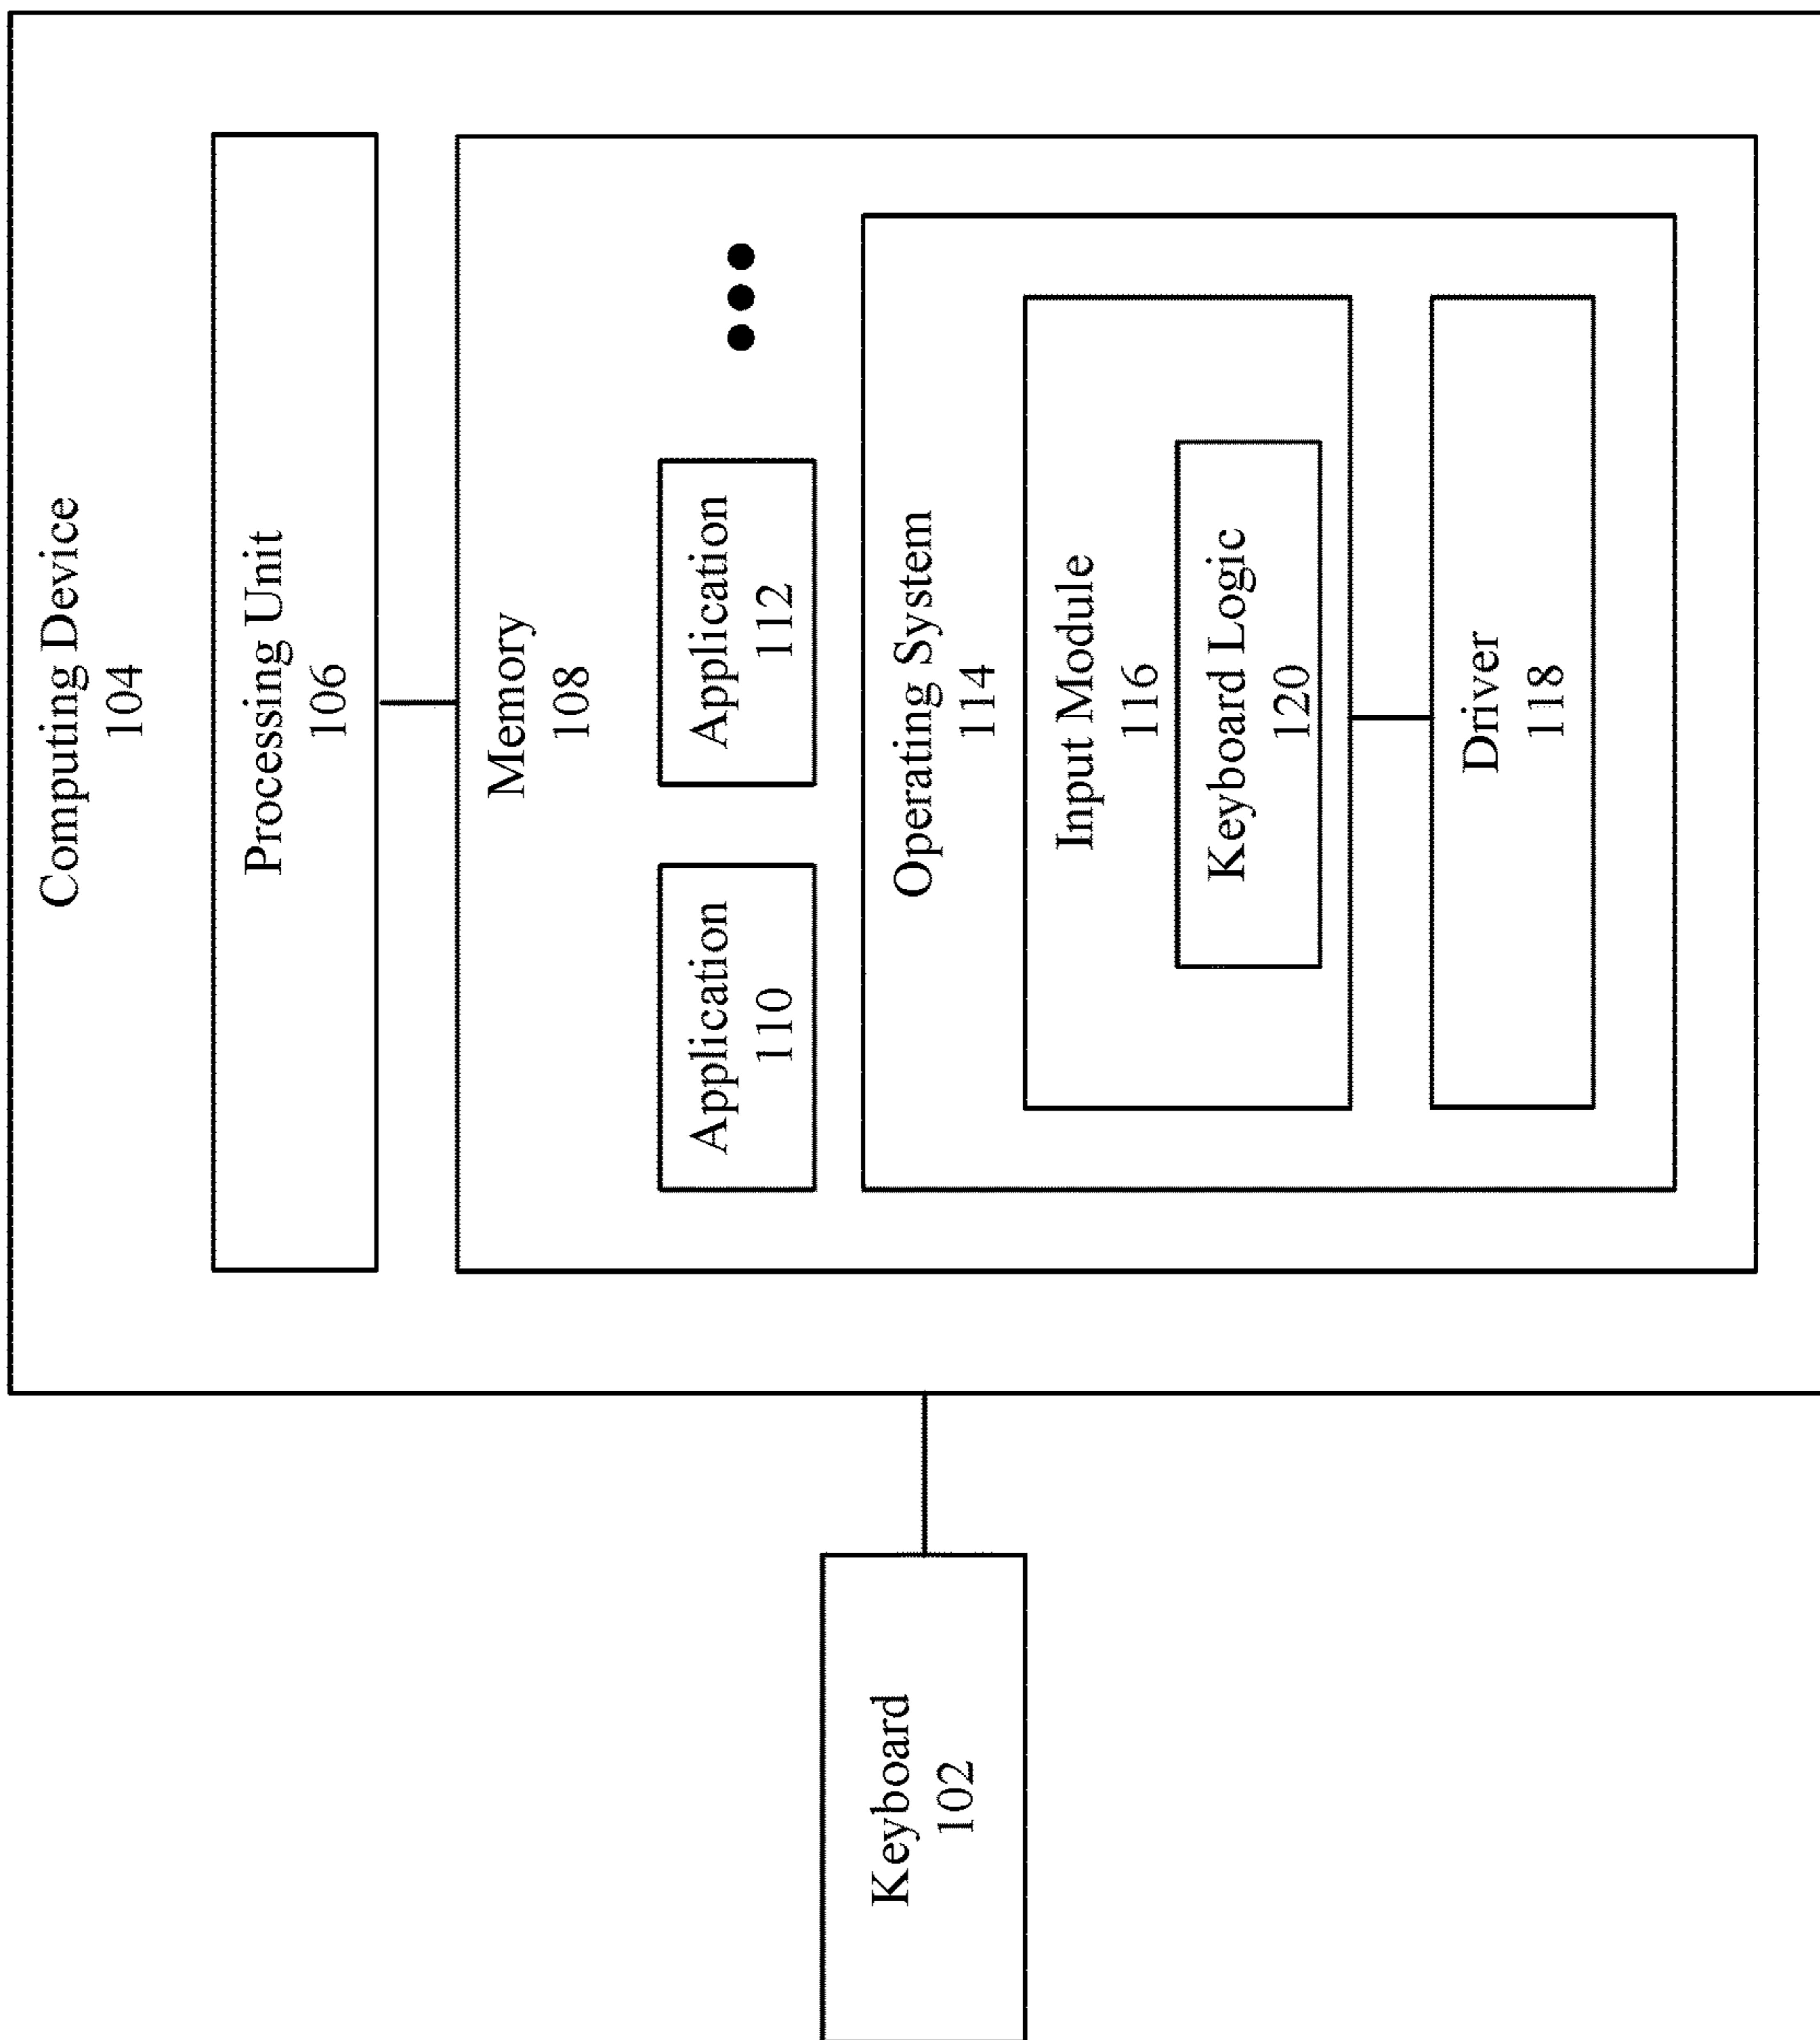 Computing Device
104
Processing Unit
106
Memory
108
Application
110
Application
112
Operating System
114
Input Module
116
Keyboard Logic
120
Driver
118
Keyboard
102